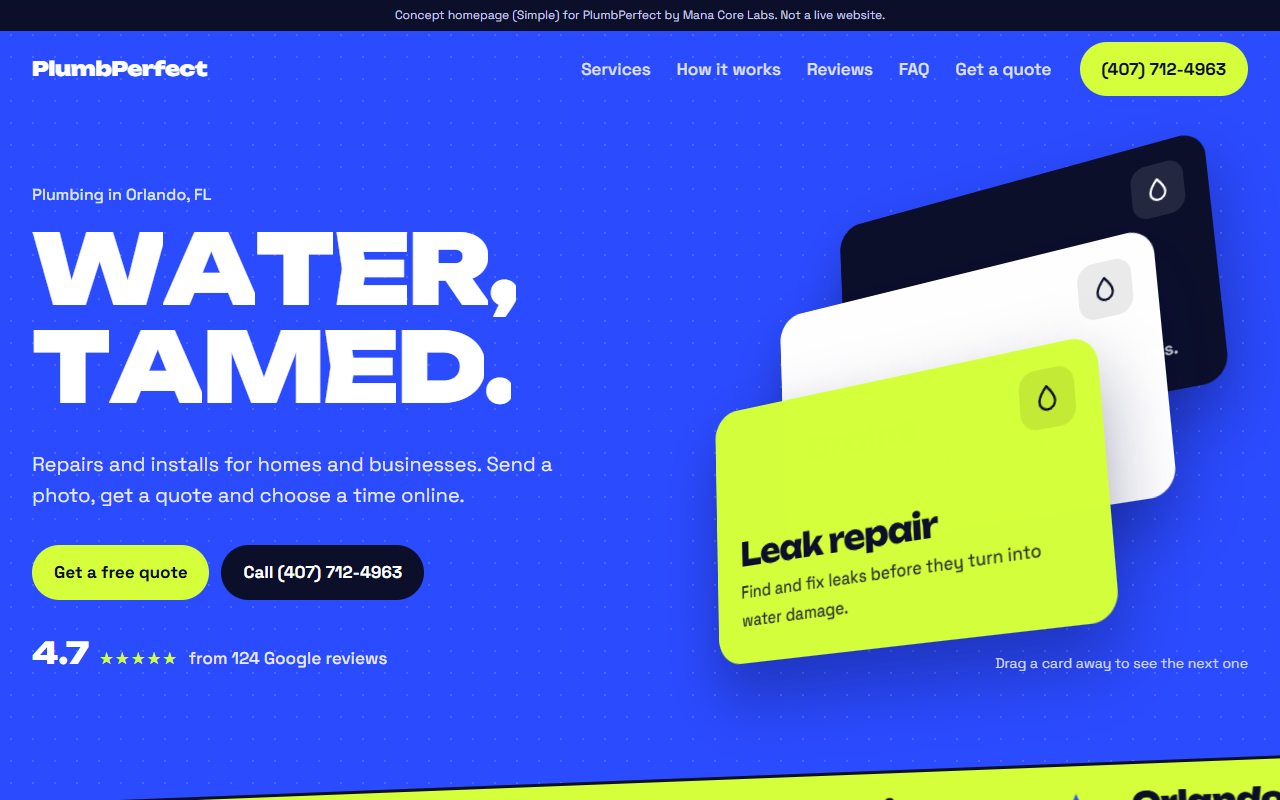 Concept homepage (Simple) for PlumbPerfect by Mana Core Labs. Not a live website.
PlumbPerfect
Services
How it works
Reviews
FAQ
Get a quote
(407) 712-4963
Plumbing in Orlando, FL
WATER,
TAMED.
Repairs and installs for homes and businesses. Send a
photo, get a quote and choose a time online.
Get a free quote
Call (407) 712-4963
4.7 ★★★★★ from 124 Google reviews
s.
Leak repair
Find and fix leaks before they turn into
water damage.
Drag a card away to see the next one
Orlando